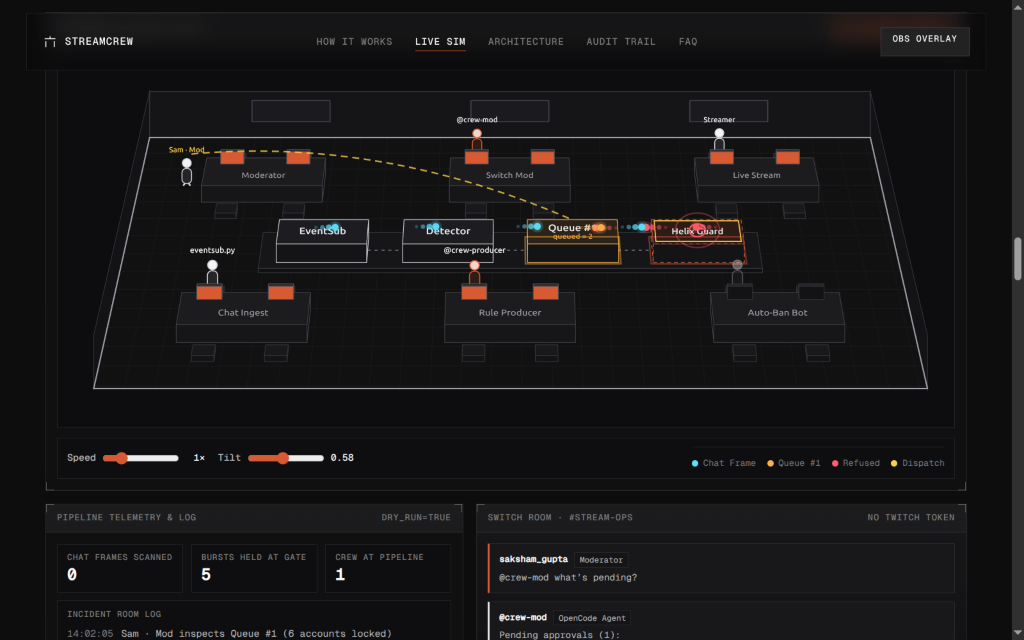 STREAMCREW
HOW IT WORKS
LIVE SIM
ARCHITECTURE
AUDIT TRAIL
FAQ
OBS OVERLAY
@crew-mod
Streamer
Sam · Mod
Moderator
Switch Mod
Live Stream
EventSub
Detector
Queue #1
queued = 2
Helix Guard
eventsub.py
@crew-producer
Chat Ingest
Rule Producer
Auto-Ban Bot
Speed
1×
Tilt
0.58
Chat Frame
Queue #1
Refused
Dispatch
PIPELINE TELEMETRY & LOG
DRY_RUN=TRUE
CHAT FRAMES SCANNED
0
BURSTS HELD AT GATE
5
CREW AT PIPELINE
1
INCIDENT ROOM LOG
14:02:05 Sam · Mod inspects Queue #1 (6 accounts locked)
SWITCH ROOM · #STREAM-OPS
NO TWITCH TOKEN
saksham_gupta Moderator
@crew-mod what's pending?
@crew-mod OpenCode Agent
Pending approvals (1):